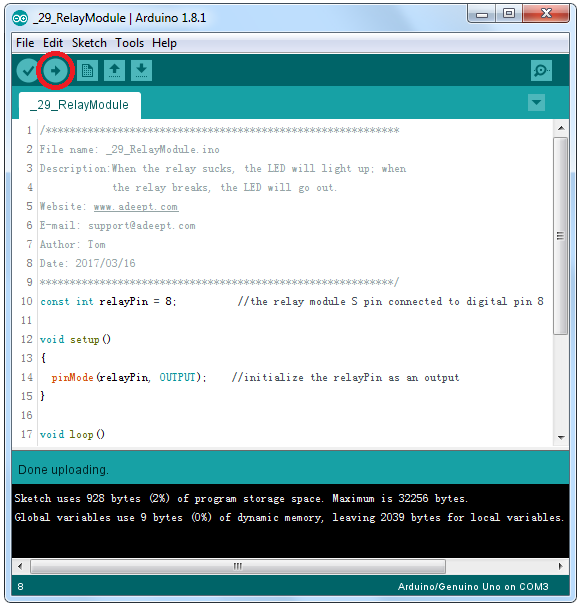 _29_RelayModule | Arduino 1.8.1
File Edit Sketch Tools Help
_29_RelayModule
1 /***********************************************************
2 File name: _29_RelayModule.ino
3 Description:When the relay sucks, the LED will light up; when
4             the relay breaks, the LED will go out.
5 Website: www.adeept.com
6 E-mail: support@adeept.com
7 Author: Tom
8 Date: 2017/03/16
9 ***********************************************************/
10 const int relayPin = 8;          //the relay module S pin connected to digital pin 8
11
12 void setup()
13 {
14   pinMode(relayPin, OUTPUT);    //initialize the relayPin as an output
15 }
16
17 void loop()
Done uploading.
Sketch uses 928 bytes (2%) of program storage space. Maximum is 32256 bytes.
Global variables use 9 bytes (0%) of dynamic memory, leaving 2039 bytes for local variables.
8 Arduino/Genuino Uno on COM3